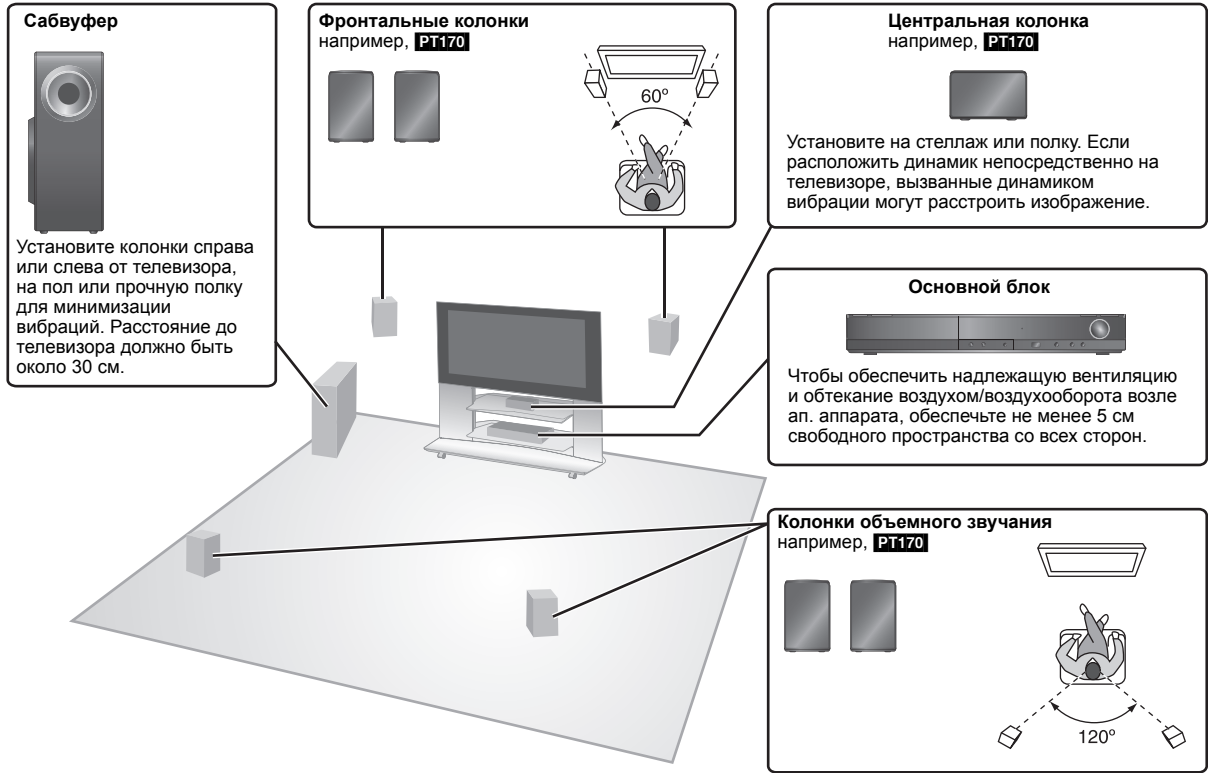 Сабвуфер
Установите колонки справа
или слева от телевизора,
на пол или прочную полку
для минимизации
вибраций. Расстояние до
телевизора должно быть
около 30 см.
Фронтальные колонки
например, PT170
60°
Центральная колонка
например, PT170
Установите на стеллаж или полку. Если
расположить динамик непосредственно на
телевизоре, вызванные динамиком
вибрации могут расстроить изображение.
Основной блок
Чтобы обеспечить надлежащую вентиляцию
и обтекание воздухом/воздухооборота возле
ап. аппарата, обеспечьте не менее 5 см
свободного пространства со всех сторон.
Колонки объемного звучания
например, PT170
120°